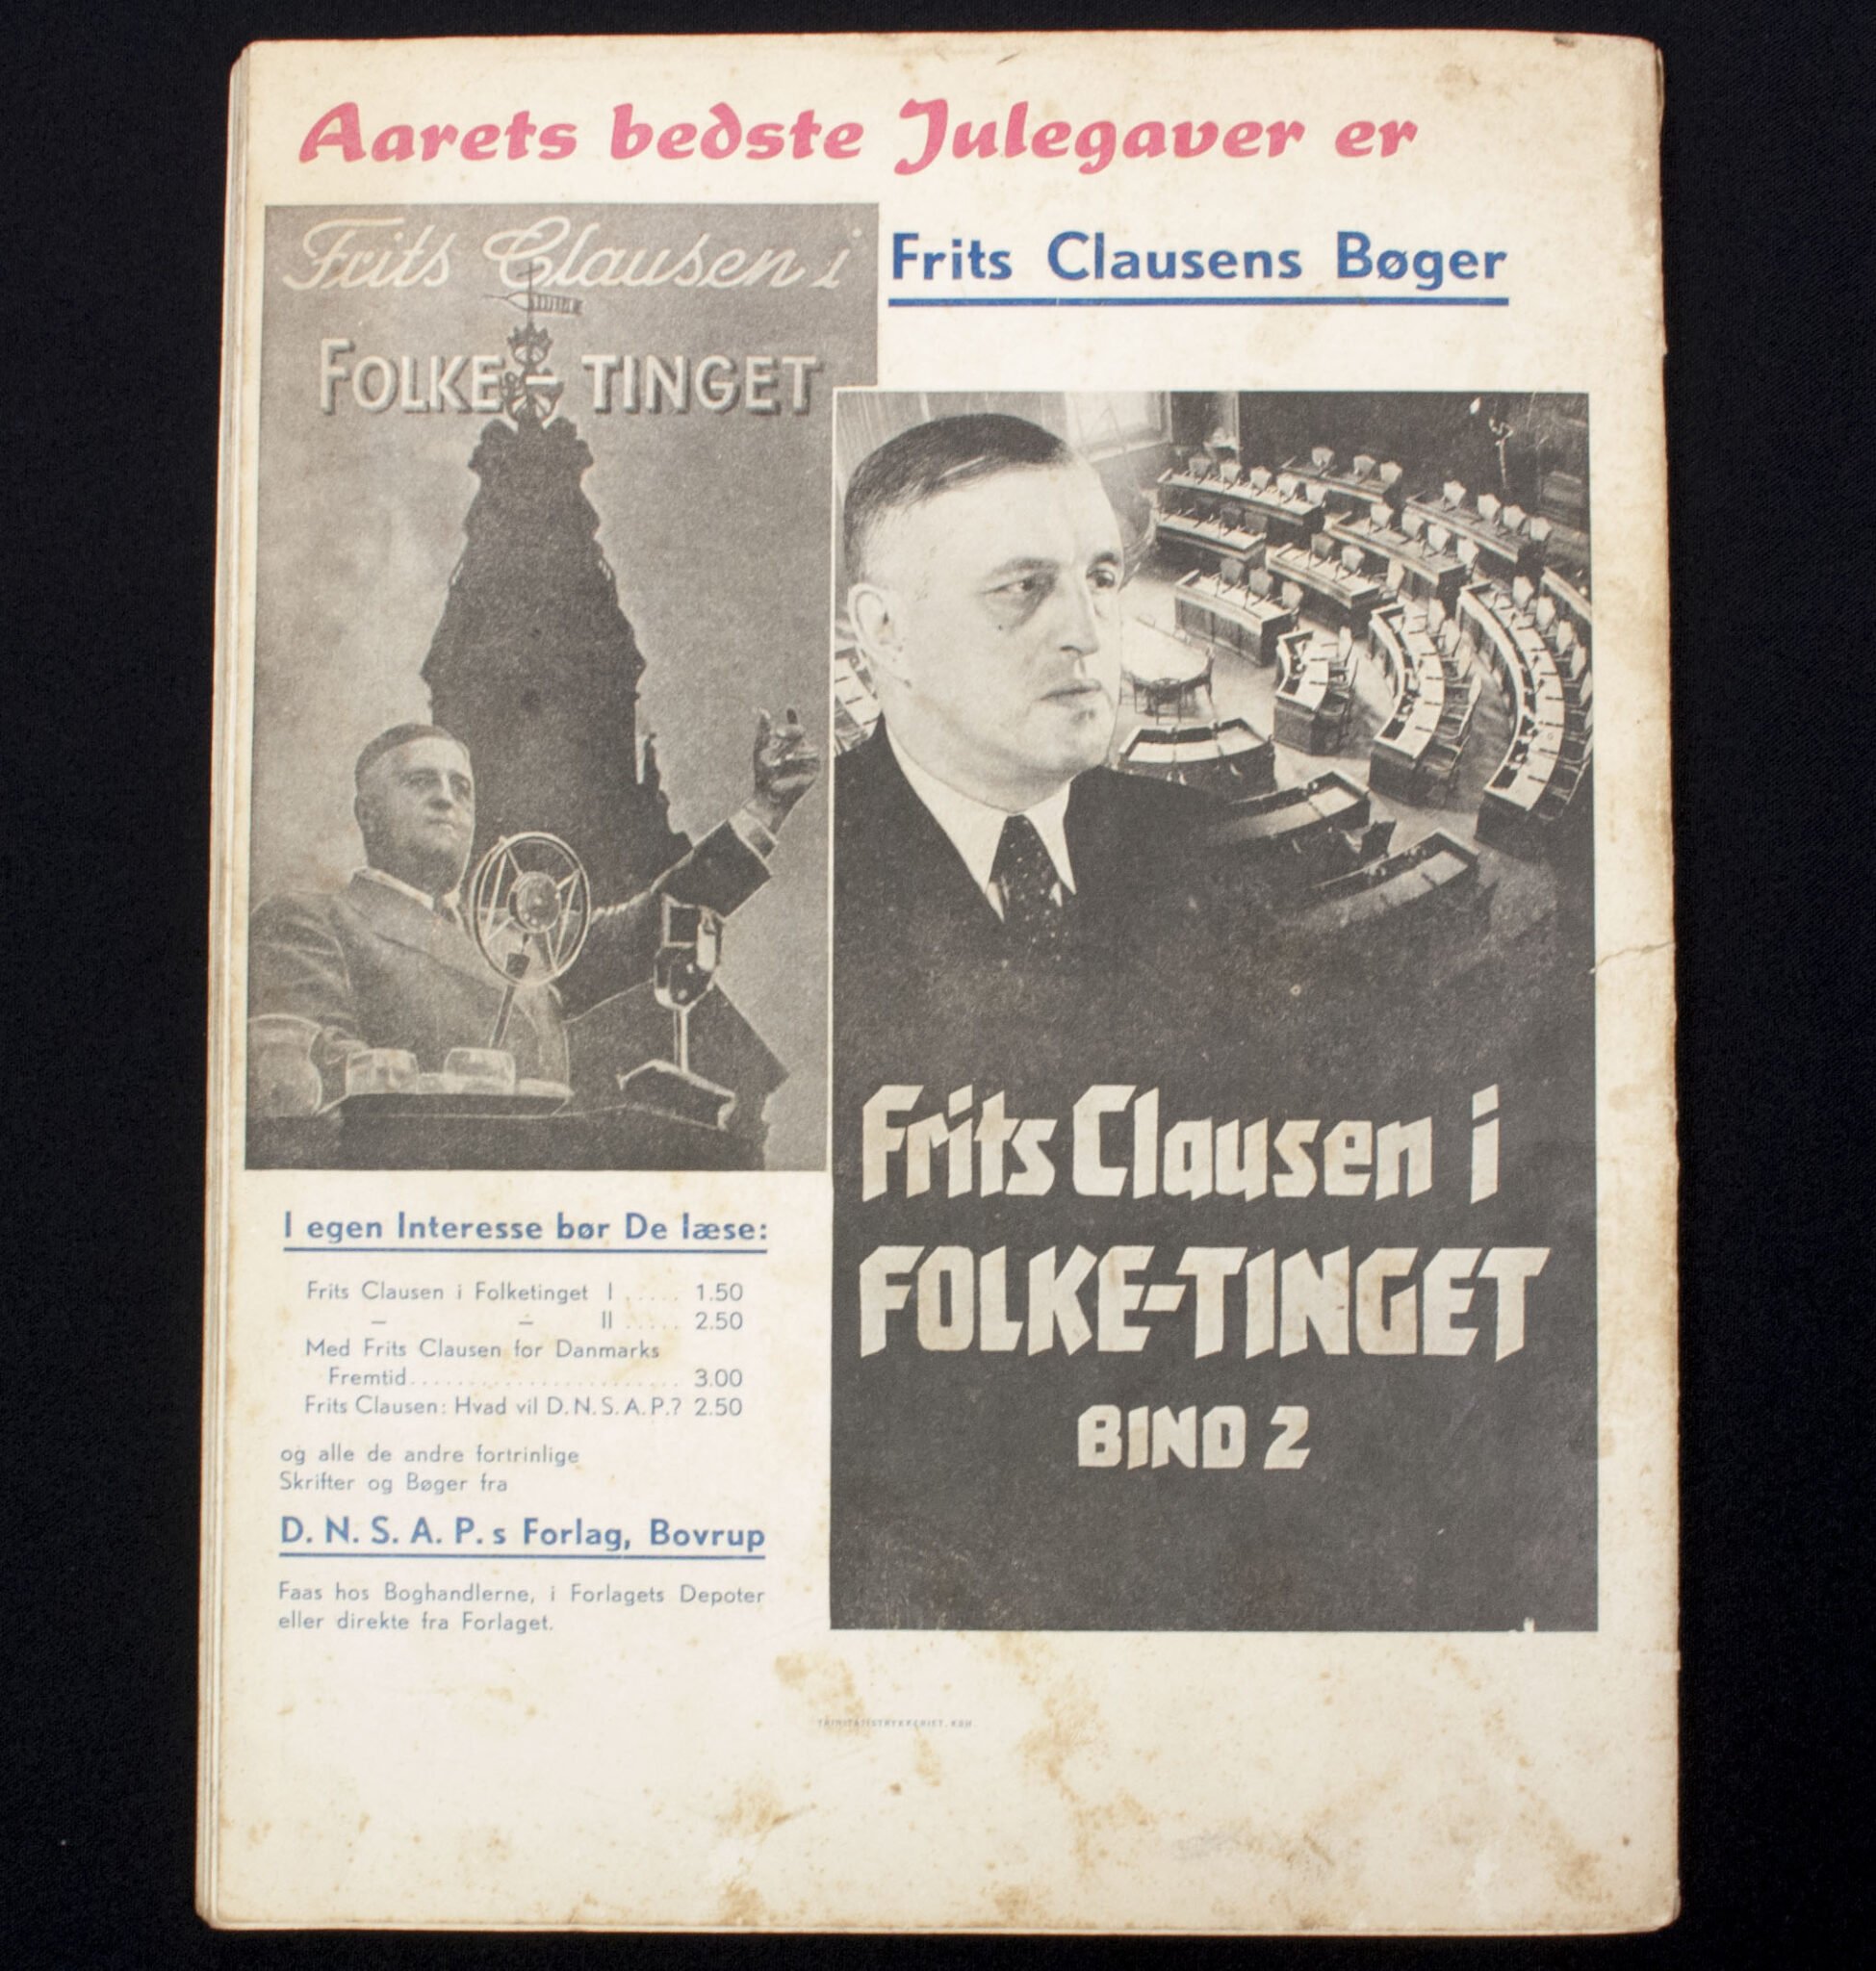 Aarets bedste Julegaver er
Frits Clausen i
FOLKE-TINGET
Frits Clausens Bøger
Frits Clausen i
FOLKE-TINGET
BIND 2
I egen Interesse bør De læse:
Frits Clausen i Folketinget I ..... 1.50
— — II ..... 2.50
Med Frits Clausen for Danmarks
Fremtid........................ 3.00
Frits Clausen: Hvad vil D.N.S.A.P.? 2.50
og alle de andre fortrinlige
Skrifter og Bøger fra
D. N. S. A. P.s Forlag, Bovrup
Faas hos Boghandlerne, i Forlagets Depoter
eller direkte fra Forlaget.